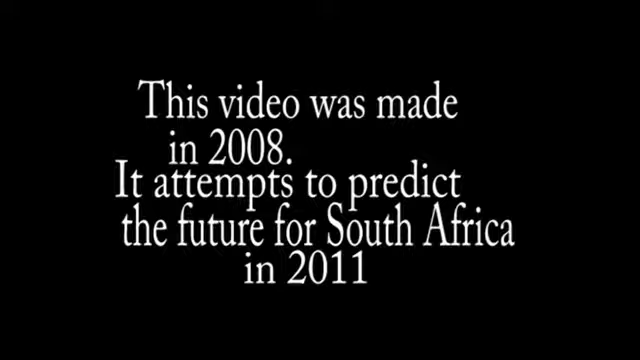 This video was made
in 2008.
It attempts to predict
the future for South Africa
in 2011